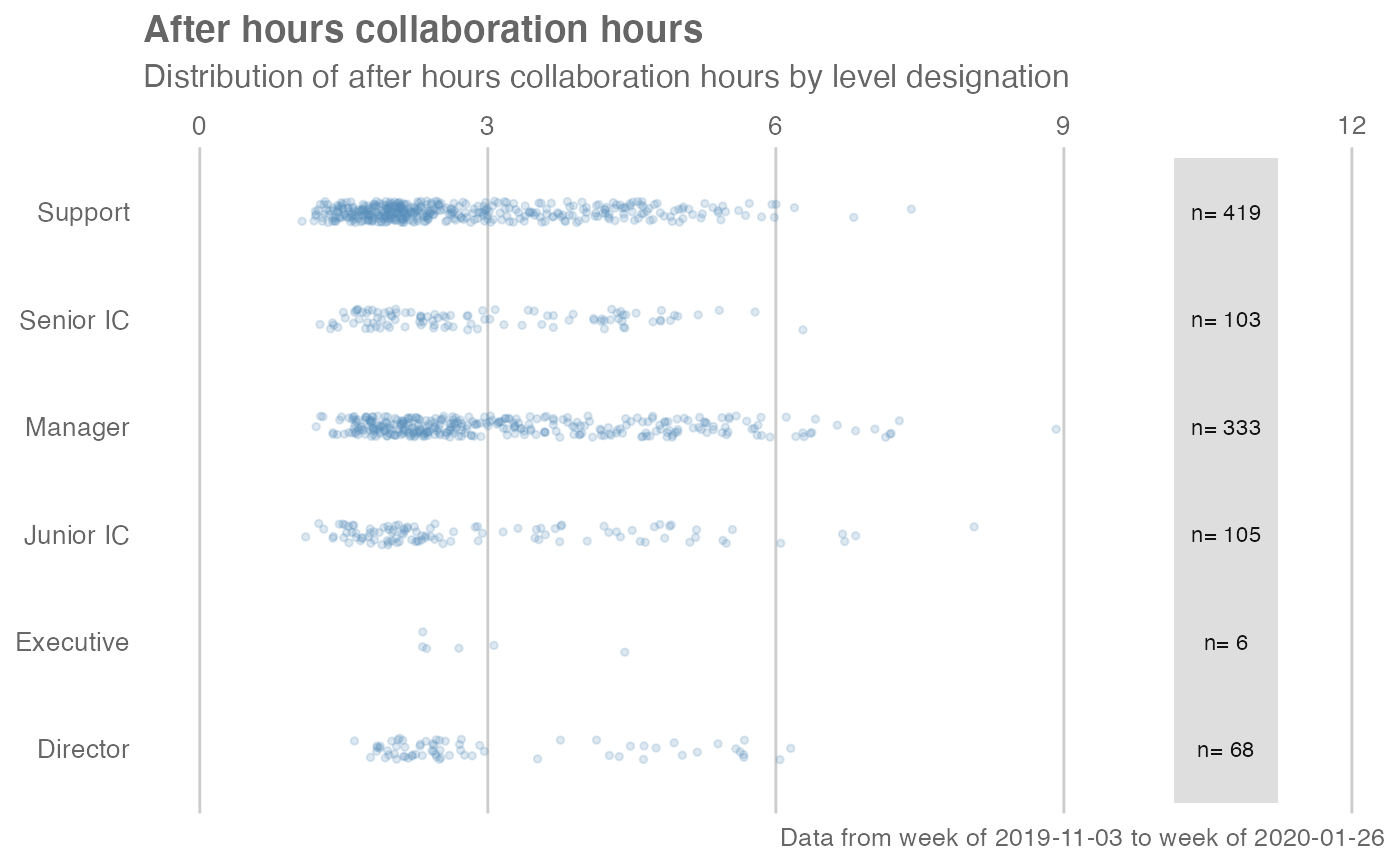 After hours collaboration hours
Distribution of after hours collaboration hours by level designation
0 3 6 9 12
Support n= 419
Senior IC n= 103
Manager n= 333
Junior IC n= 105
Executive n= 6
Director n= 68
Data from week of 2019-11-03 to week of 2020-01-26